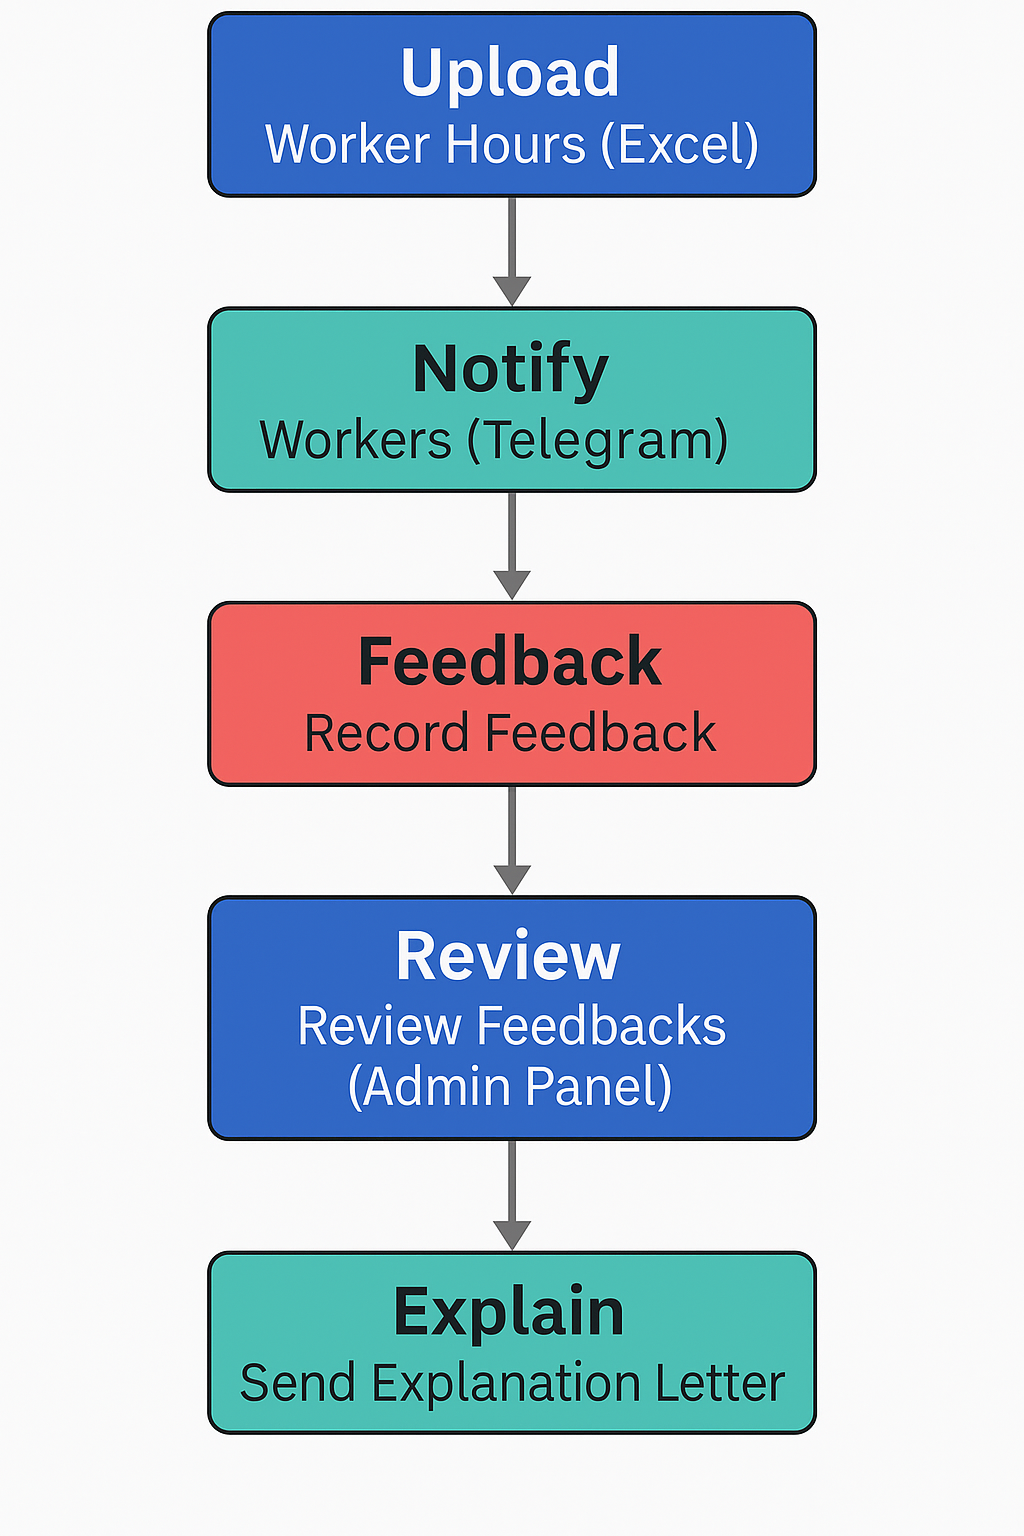 Upload
Worker Hours (Excel)
Notify
Workers (Telegram)
Feedback
Record Feedback
Review
Review Feedbacks
(Admin Panel)
Explain
Send Explanation Letter